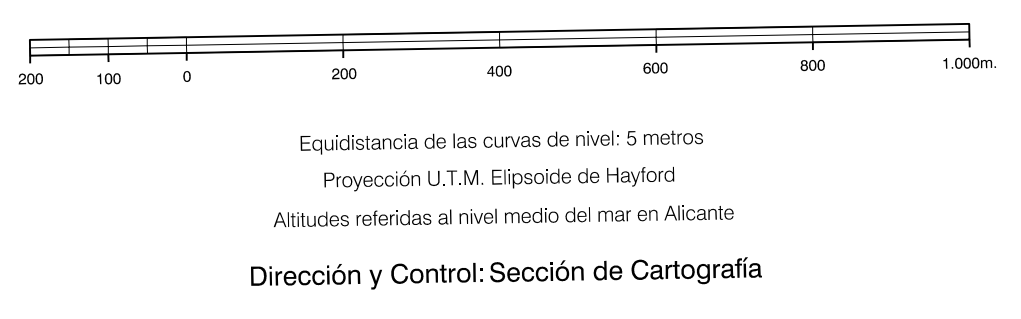 200 100 0 200 400 600 800 1.000m.
Equidistancia de las curvas de nivel: 5 metros
Proyección U.T.M. Elipsoide de Hayford
Altitudes referidas al nivel medio del mar en Alicante
Dirección y Control: Sección de Cartografía